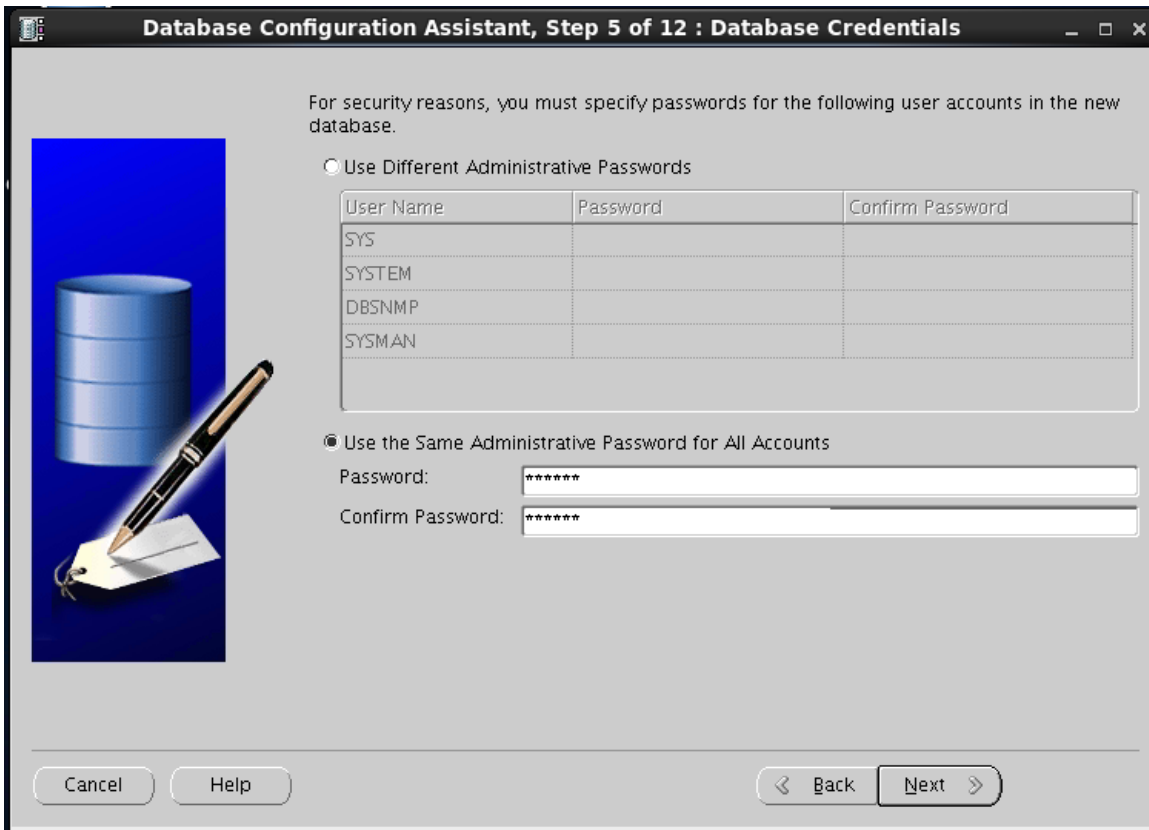 Database Configuration Assistant, Step 5 of 12 : Database Credentials
For security reasons, you must specify passwords for the following user accounts in the new
database.
Use Different Administrative Passwords
User Name Password Confirm Password
SYS
SYSTEM
DBSNMP
SYSMAN
Use the Same Administrative Password for All Accounts
Password: ******
Confirm Password: ******
Cancel Help Back Next